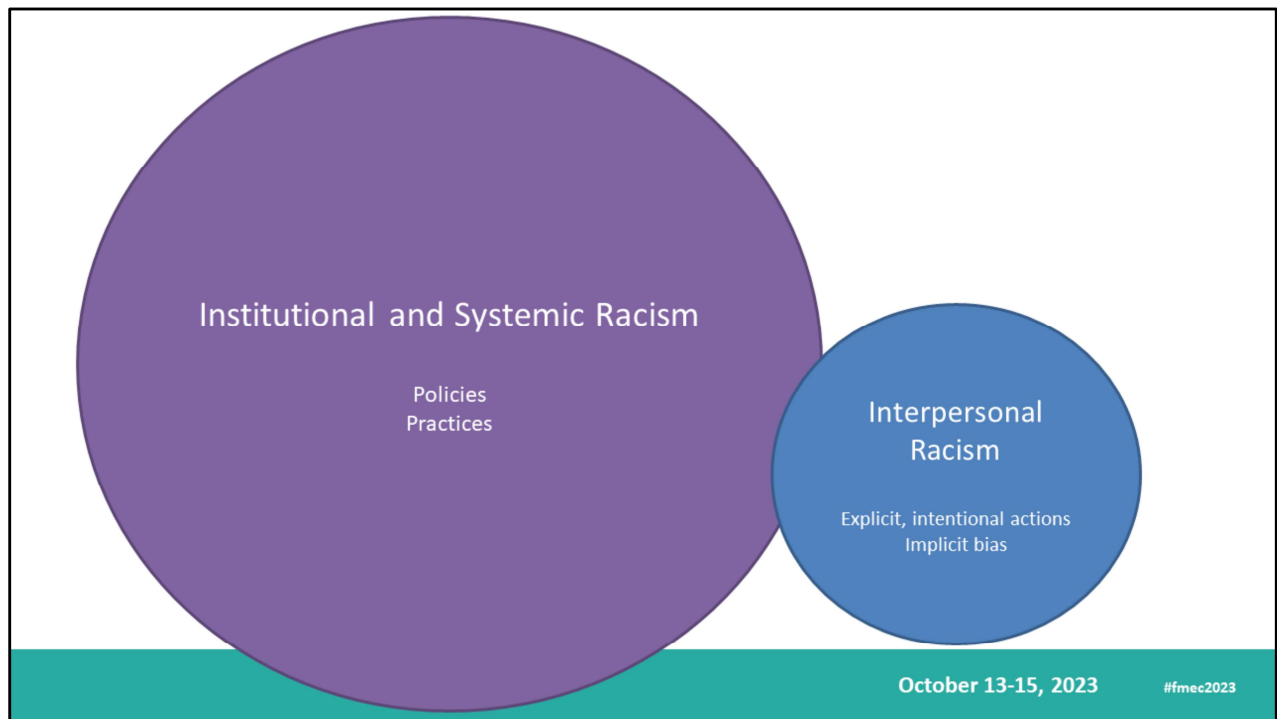 Institutional and Systemic Racism
Policies
Practices
Interpersonal
Racism
Explicit, intentional actions
Implicit bias
October 13-15, 2023
#fmec2023